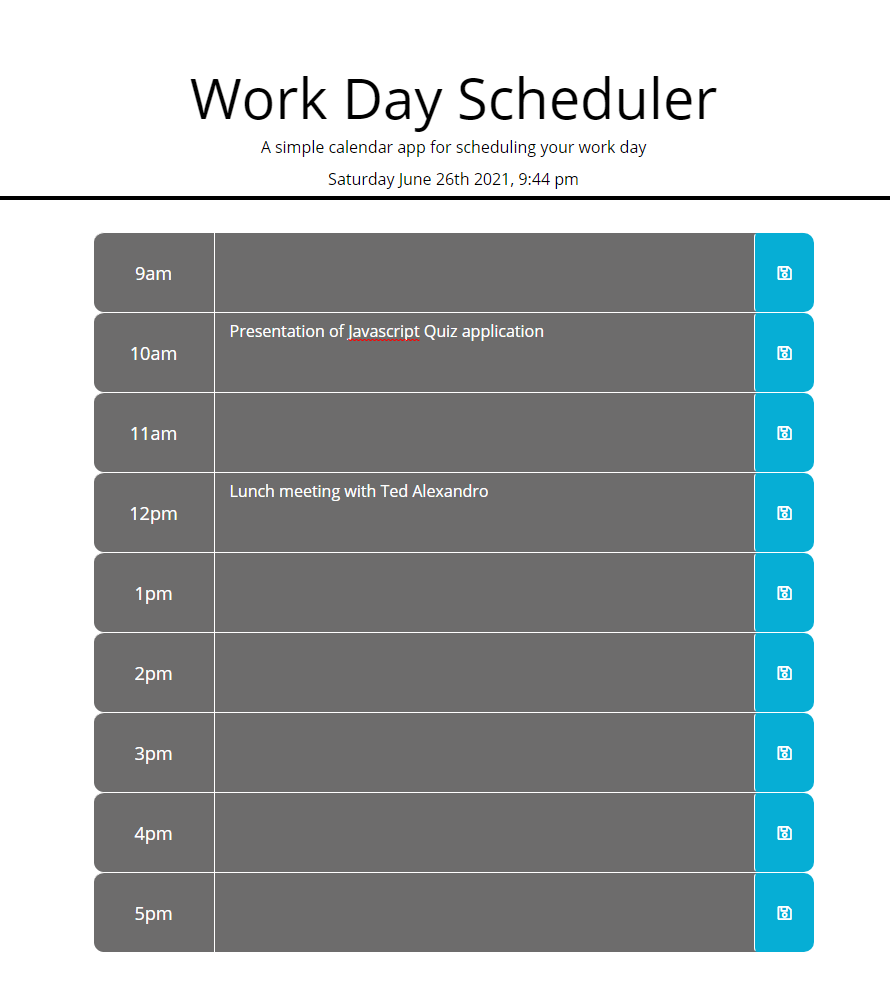 Work Day Scheduler
A simple calendar app for scheduling your work day
Saturday June 26th 2021, 9:44 pm
9am
10am Presentation of Javascript Quiz application
11am
12pm Lunch meeting with Ted Alexandro
1pm
2pm
3pm
4pm
5pm